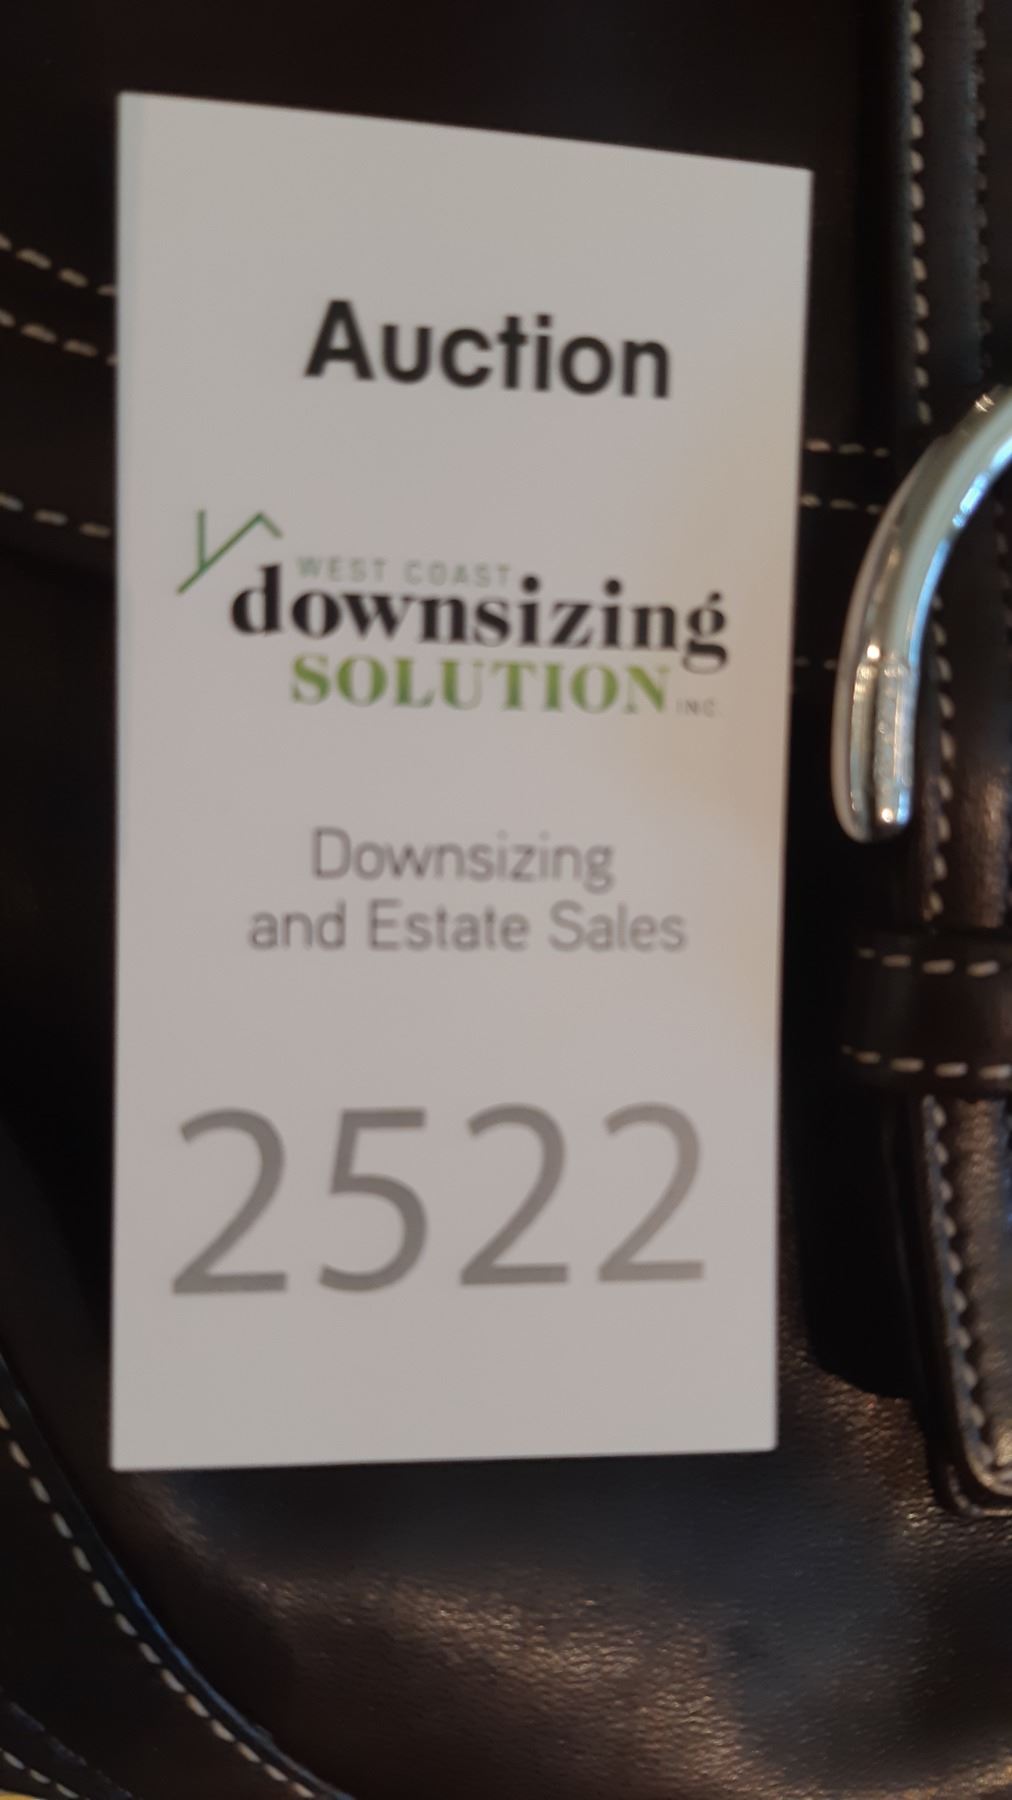 Auction
WEST COAST
downsizing
SOLUTION INC.
Downsizing
and Estate Sales
2522